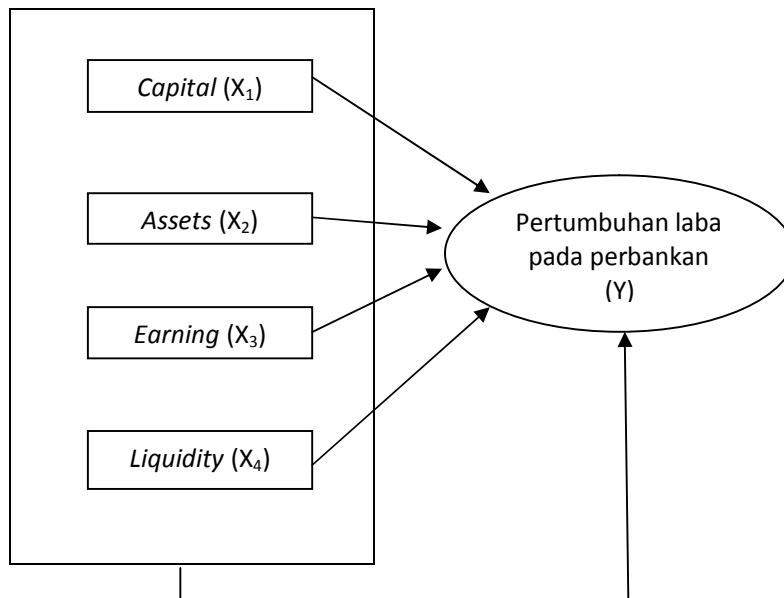 Capital (X₁)
Assets (X₂)
Earning (X₃)
Liquidity (X₄)
Pertumbuhan laba
pada perbankan
(Y)